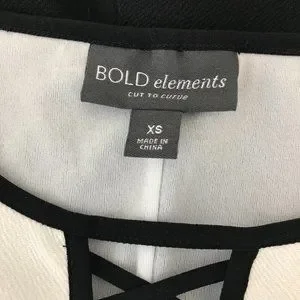 BOLD elements
CUT TO CURVE
XS
MADE IN
CHINA